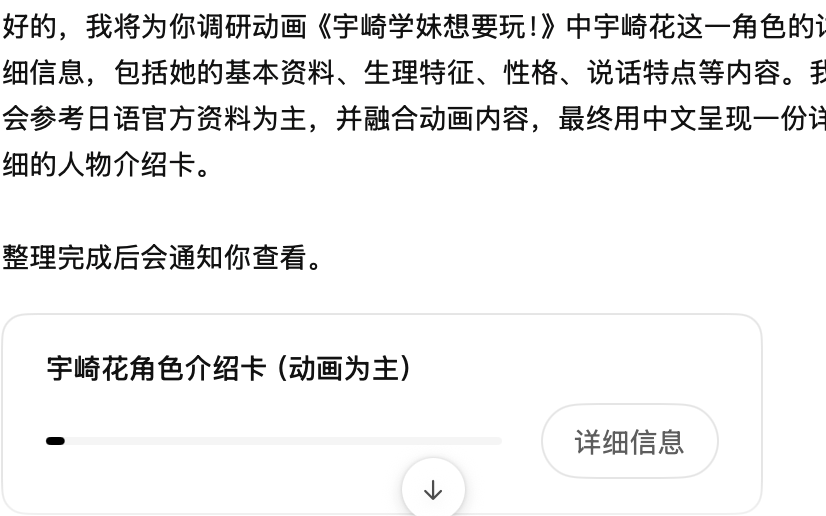 好的，我将为你调研动画《宇崎学妹想要玩！》中宇崎花这一角色的
细信息，包括她的基本资料、生理特征、性格、说话特点等内容。我
会参考日语官方资料为主，并融合动画内容，最终用中文呈现一份详
细的人物介绍卡。
整理完成后会通知你查看。
宇崎花角色介绍卡（动画为主）
详细信息